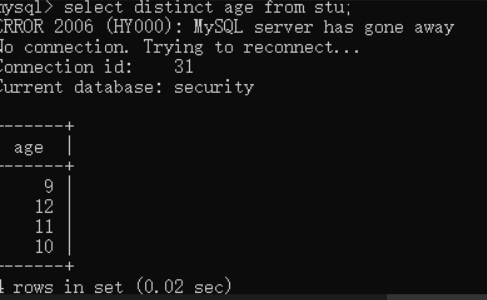 mysql> select distinct age from stu;
ERROR 2006 (HY000): MySQL server has gone away
No connection. Trying to reconnect...
Connection id:    31
Current database: security
------+
age |
------+
9 |
12 |
11 |
10 |
------+
4 rows in set (0.02 sec)